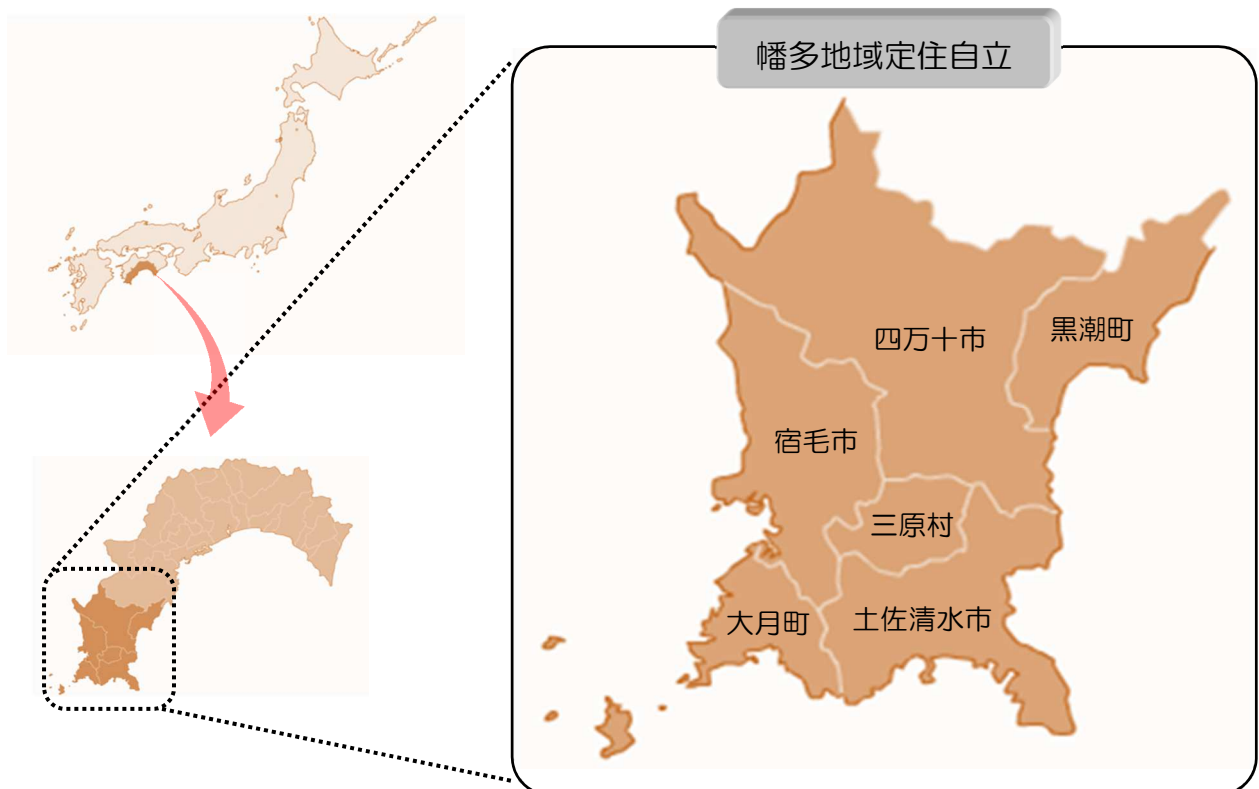 幡多地域定住自立
四万十市
黒潮町
宿毛市
三原村
大月町
土佐清水市